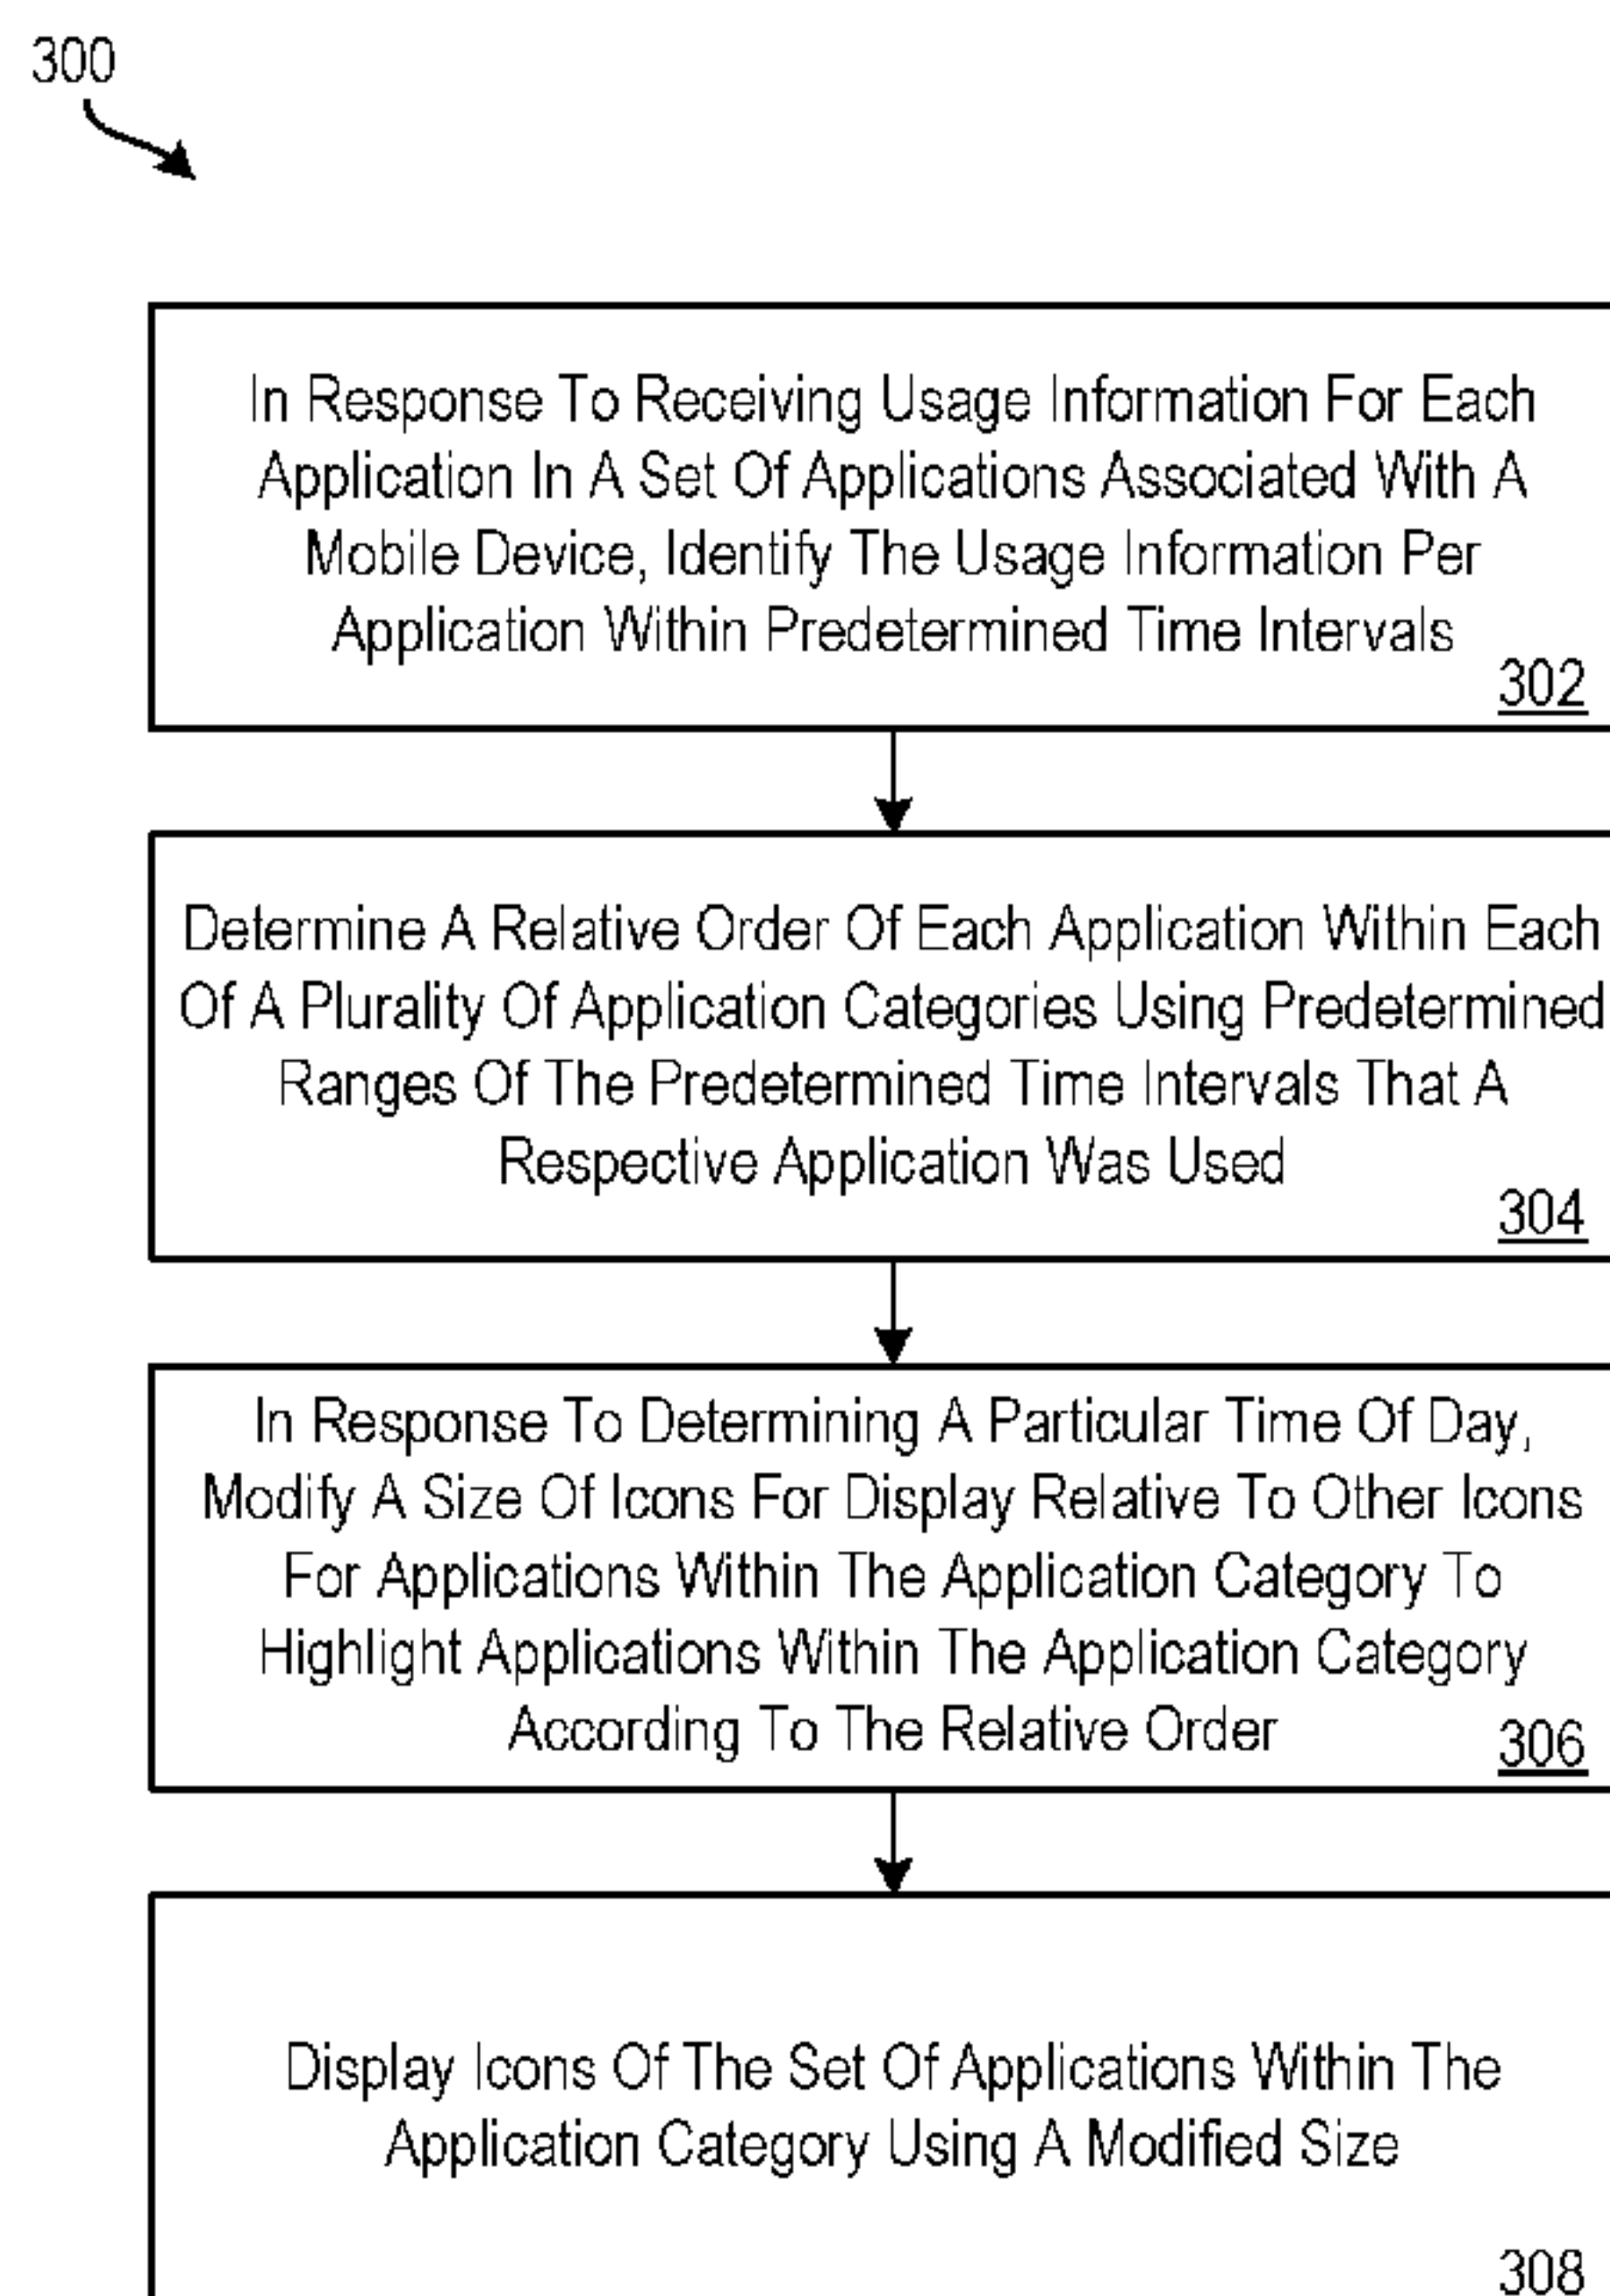 300
In Response To Receiving Usage Information For Each
Application In A Set Of Applications Associated With A
Mobile Device, Identify The Usage Information Per
Application Within Predetermined Time Intervals
302
Determine A Relative Order Of Each Application Within Each
Of A Plurality Of Application Categories Using Predetermined
Ranges Of The Predetermined Time Intervals That A
Respective Application Was Used
304
In Response To Determining A Particular Time Of Day,
Modify A Size Of Icons For Display Relative To Other Icons
For Applications Within The Application Category To
Highlight Applications Within The Application Category
According To The Relative Order
306
Display Icons Of The Set Of Applications Within The
Application Category Using A Modified Size
308